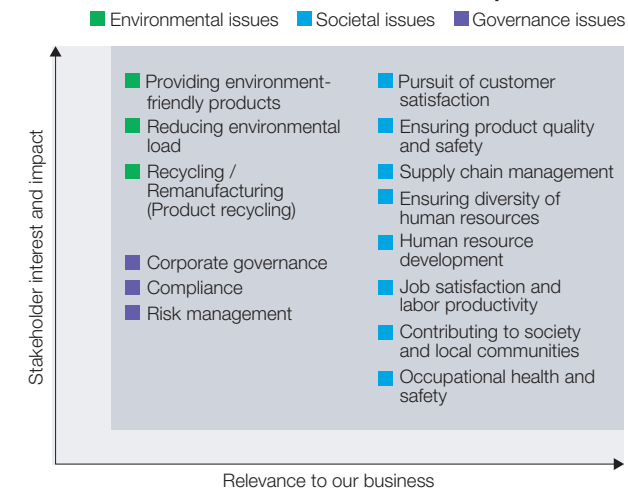 Environmental issues Societal issues Governance issues
Stakeholder interest and impact
Providing environment-
friendly products
Reducing environmental
load
Recycling /
Remanufacturing
(Product recycling)
Corporate governance
Compliance
Risk management
Pursuit of customer
satisfaction
Ensuring product quality
and safety
Supply chain management
Ensuring diversity of
human resources
Human resource
development
Job satisfaction and
labor productivity
Contributing to society
and local communities
Occupational health and
safety
Relevance to our business